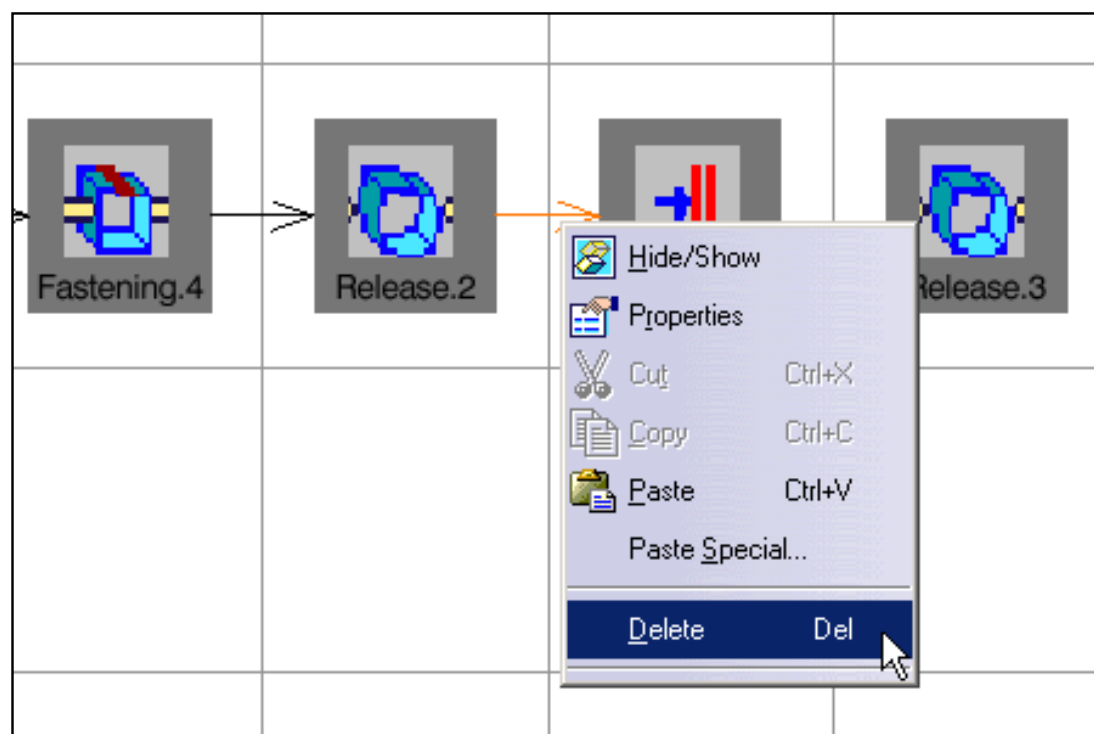 Fastening.4
Release.2
Release.3
Hide/Show
Properties
Cut Ctrl+X
Copy Ctrl+C
Paste Ctrl+V
Paste Special...
Delete Del